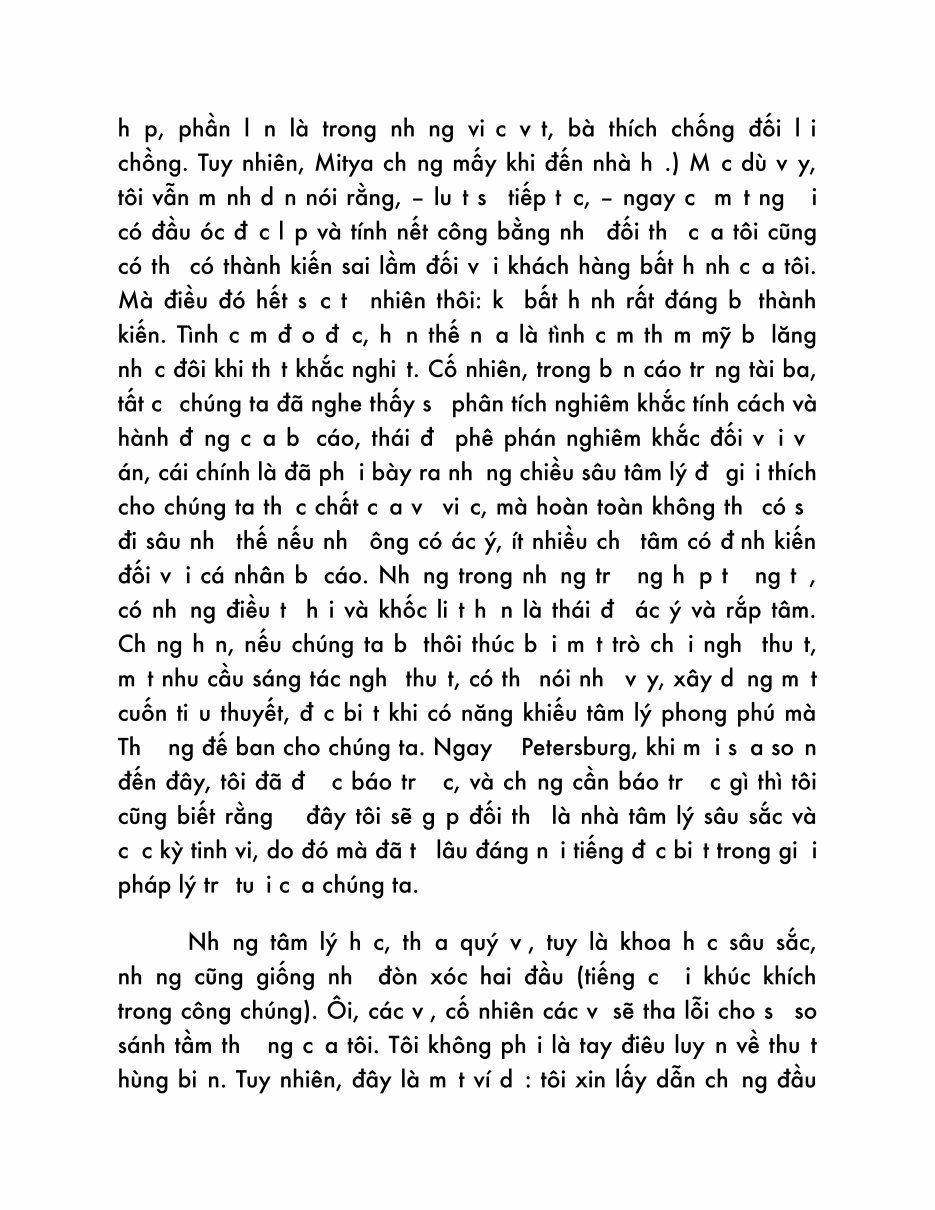 h p, phần l n là trong nh ng vi c v t, bà thích chống đối l i
chồng. Tuy nhiên, Mitya ch ng mấy khi đến nhà h .) M c dù v y,
tôi vẫn m nh d n nói rằng, – lu t s tiếp t c, – ngay c m t ng i
có đầu óc đ c l p và tính nết công bằng nh đối th c a tôi cũng
có th có thành kiến sai lầm đối v i khách hàng bất h nh c a tôi.
Mà điều đó hết s c t nhiên thôi: k bất h nh rất đáng b thành
kiến. Tình c m đ o đ c, h n thế n a là tình c m th m mỹ b lăng
nh c đôi khi th t khắc nghi t. Cố nhiên, trong b n cáo tr ng tài ba,
tất c chúng ta đã nghe thấy s phân tích nghiêm khắc tính cách và
hành đ ng c a b cáo, thái đ phê phán nghiêm khắc đối v i v
án, cái chính là đã ph i bày ra nh ng chiều sâu tâm lý đ gi i thích
cho chúng ta th c chất c a v vi c, mà hoàn toàn không th có s
đi sâu nh thế nếu nh ông có ác ý, ít nhiều ch tâm có đ nh kiến
đối v i cá nhân b cáo. Nh ng trong nh ng tr ng h p t ng t ,
có nh ng điều t h i và khốc li t h n là thái đ ác ý và rắp tâm.
Ch ng h n, nếu chúng ta b thôi thúc b i m t trò ch i ngh thu t,
m t nhu cầu sáng tác ngh thu t, có th nói nh v y, xây d ng m t
cuốn ti u thuyết, đ c bi t khi có năng khiếu tâm lý phong phú mà
Th ng đế ban cho chúng ta. Ngay Petersburg, khi m i s a so n
đến đây, tôi đã đ c báo tr c, và ch ng cần báo tr c gì thì tôi
cũng biết rằng đây tôi sẽ g p đối th là nhà tâm lý sâu sắc và
c c kỳ tinh vi, do đó mà đã t lâu đáng n i tiếng đ c bi t trong gi i
pháp lý tr tu i c a chúng ta.
Nh ng tâm lý h c, th a quý v , tuy là khoa h c sâu sắc,
nh ng cũng giống nh đòn xóc hai đầu (tiếng c i khúc khích
trong công chúng). Ôi, các v , cố nhiên các v sẽ tha lỗi cho s so
sánh tầm th ng c a tôi. Tôi không ph i là tay điêu luy n về thu t
hùng bi n. Tuy nhiên, đây là m t ví d : tôi xin lấy dẫn ch ng đầu